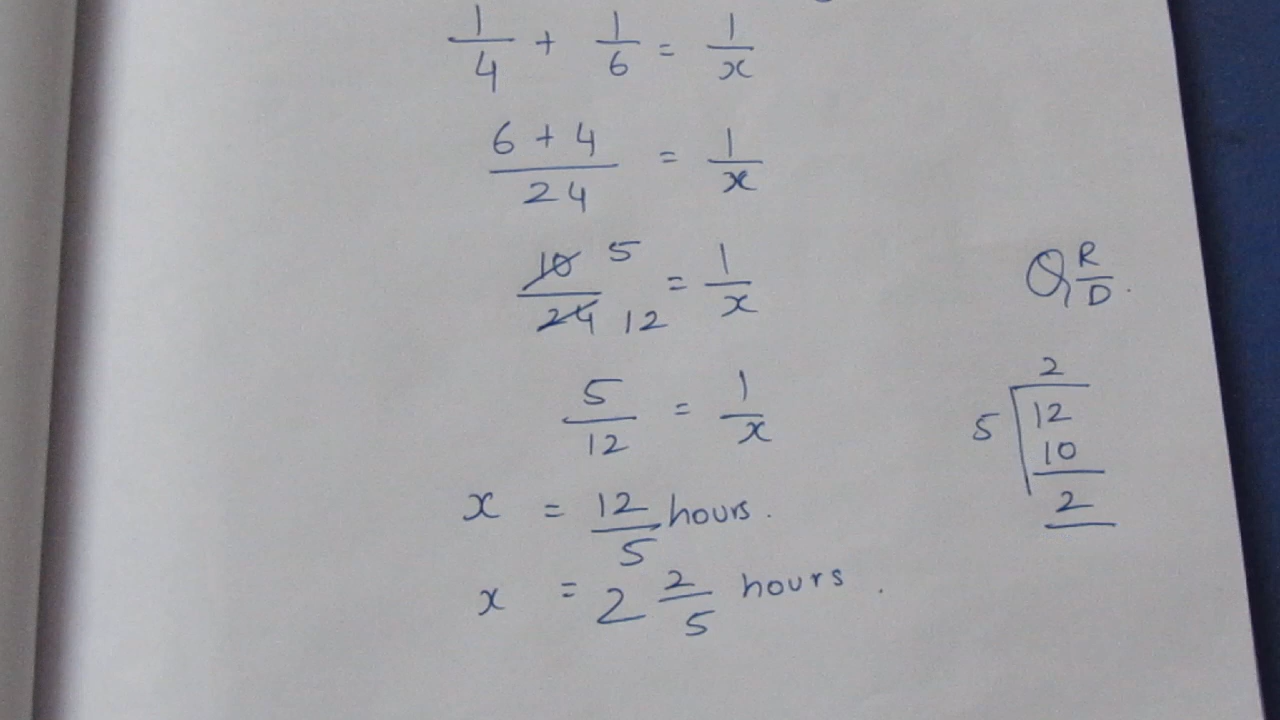 1/4 + 1/6 = 1/x
6 + 4/24 = 1/x
10/24 5/12 = 1/x
5/12 = 1/x
x = 12/5 hours.
x = 2 2/5 hours.
Q R/D.
2
5 12
10
2